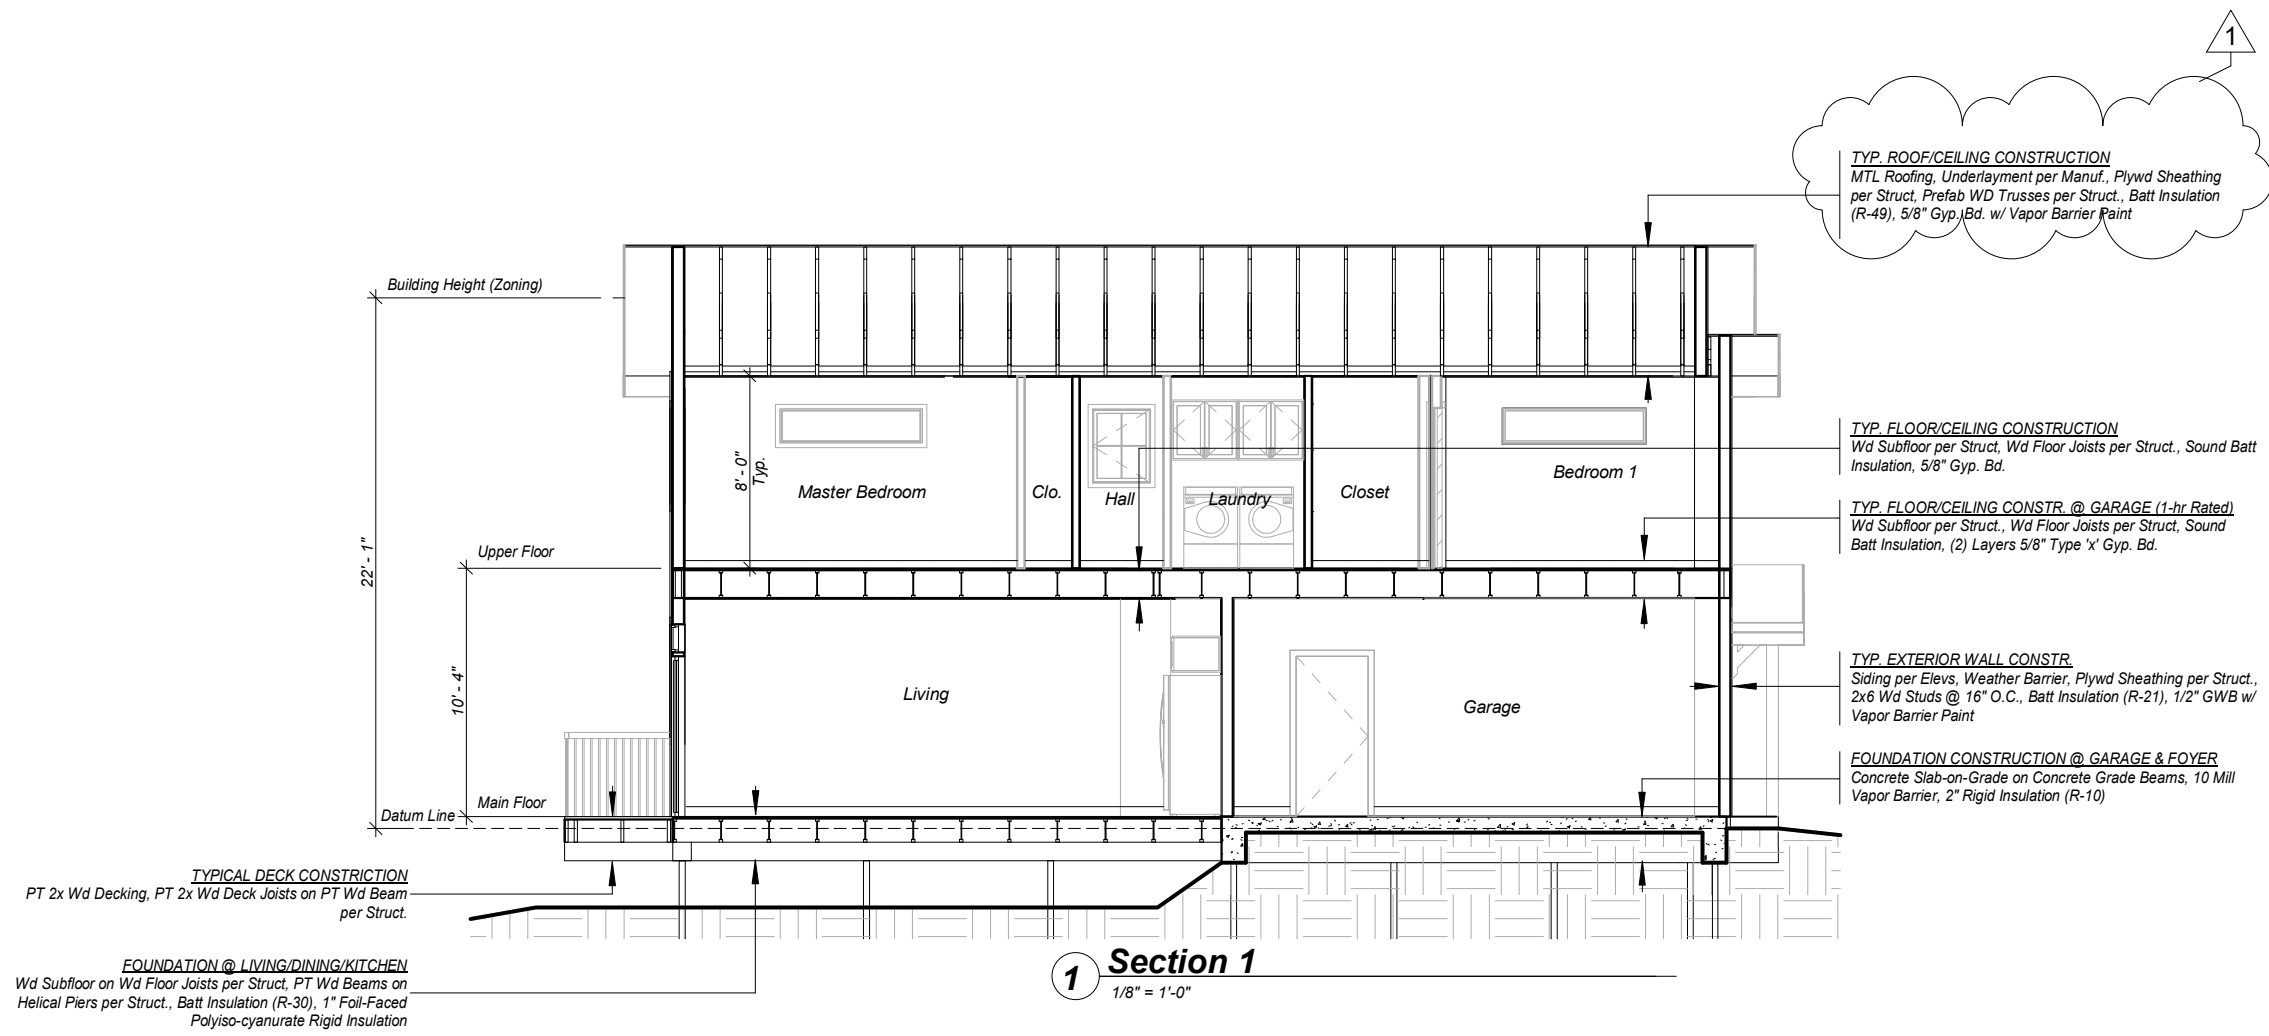 1
TYP. ROOF/CEILING CONSTRUCTION
MTL Roofing, Underlayment per Manuf., Plywd Sheathing
per Struct, Prefab WD Trusses per Struct., Batt Insulation
(R-49), 5/8" Gyp. Bd. w/ Vapor Barrier Paint
Building Height (Zoning)
TYP. FLOOR/CEILING CONSTRUCTION
Wd Subfloor per Struct, Wd Floor Joists per Struct., Sound Batt
Insulation, 5/8" Gyp. Bd.
8' - 0"
Typ.
Master Bedroom
Clo.
Hall
Laundry
Closet
Bedroom 1
TYP. FLOOR/CEILING CONSTR. @ GARAGE (1-hr Rated)
Wd Subfloor per Struct., Wd Floor Joists per Struct, Sound
Batt Insulation, (2) Layers 5/8" Type 'x' Gyp. Bd.
Upper Floor
22' - 1"
10' - 4"
Living
Garage
TYP. EXTERIOR WALL CONSTR.
Siding per Elevs, Weather Barrier, Plywd Sheathing per Struct.,
2x6 Wd Studs @ 16" O.C., Batt Insulation (R-21), 1/2" GWB w/
Vapor Barrier Paint
FOUNDATION CONSTRUCTION @ GARAGE & FOYER
Concrete Slab-on-Grade on Concrete Grade Beams, 10 Mill
Vapor Barrier, 2" Rigid Insulation (R-10)
Main Floor
Datum Line
TYPICAL DECK CONSTRICTION
PT 2x Wd Decking, PT 2x Wd Deck Joists on PT Wd Beam
per Struct.
FOUNDATION @ LIVING/DINING/KITCHEN
Wd Subfloor on Wd Floor Joists per Struct, PT Wd Beams on
Helical Piers per Struct., Batt Insulation (R-30), 1" Foil-Faced
Polyiso-cyanurate Rigid Insulation
1
Section 1
1/8" = 1'-0"